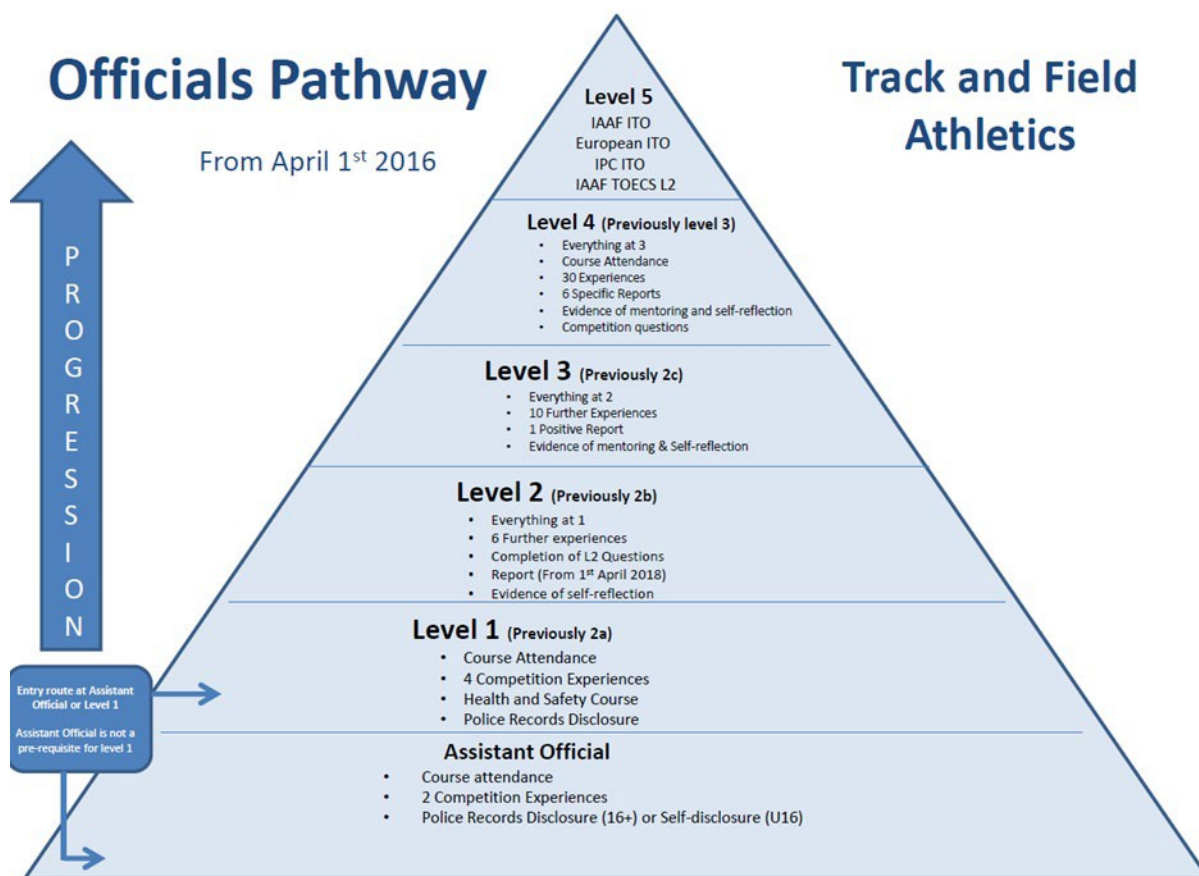 Officials Pathway
From April 1st 2016
Track and Field
Athletics
PROGRESSION
Level 5
IAAF ITO
European ITO
IPC ITO
IAAF TOECS L2
Level 4 (Previously level 3)
• Everything at 3
• Course Attendance
• 30 Experiences
• 6 Specific Reports
• Evidence of mentoring and self-reflection
• Competition questions
Level 3 (Previously 2c)
• Everything at 2
• 10 Further Experiences
• 1 Positive Report
• Evidence of mentoring & Self-reflection
Level 2 (Previously 2b)
• Everything at 1
• 6 Further experiences
• Completion of L2 Questions
• Report (From 1st April 2018)
• Evidence of self-reflection
Level 1 (Previously 2a)
• Course Attendance
• 4 Competition Experiences
• Health and Safety Course
• Police Records Disclosure
Entry route at Assistant
Official or Level 1
Assistant Official is not a
pre-requisite for level 1
Assistant Official
• Course attendance
• 2 Competition Experiences
• Police Records Disclosure (16+) or Self-disclosure (U16)